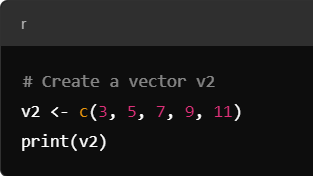 r
# Create a vector v2
v2 <- c(3, 5, 7, 9, 11)
print(v2)